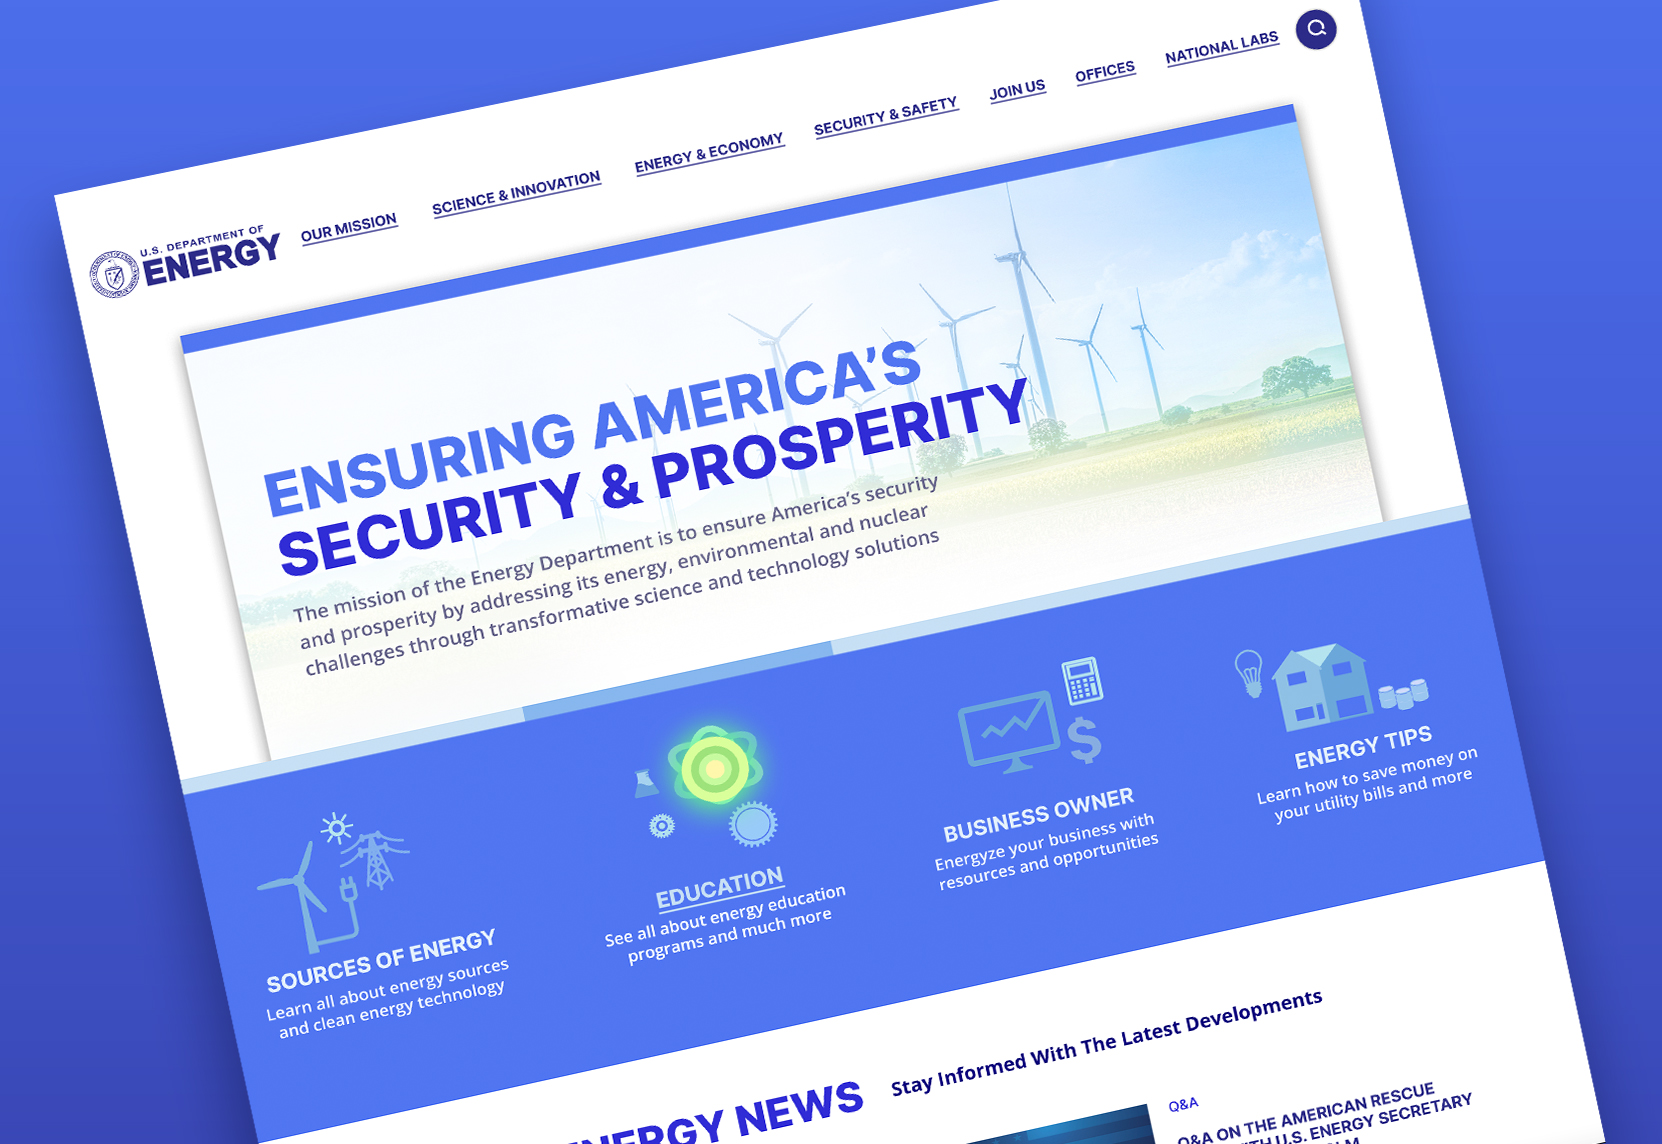 U.S. DEPARTMENT OF
ENERGY
OUR MISSION
SCIENCE & INNOVATION
ENERGY & ECONOMY
SECURITY & SAFETY
JOIN US
OFFICES
NATIONAL LABS
ENSURING AMERICA'S
SECURITY & PROSPERITY
The mission of the Energy Department is to ensure America's security
and prosperity by addressing its energy, environmental and nuclear
challenges through transformative science and technology solutions
SOURCES OF ENERGY
Learn all about energy sources
and clean energy technology
EDUCATION
See all about energy education
programs and much more
BUSINESS OWNER
Energyze your business with
resources and opportunities
ENERGY TIPS
Learn how to save money on
your utility bills and more
ENERGY NEWS
Stay Informed With The Latest Developments
Q&A
Q&A ON THE AMERICAN RESCUE
U.S. ENERGY SECRETARY